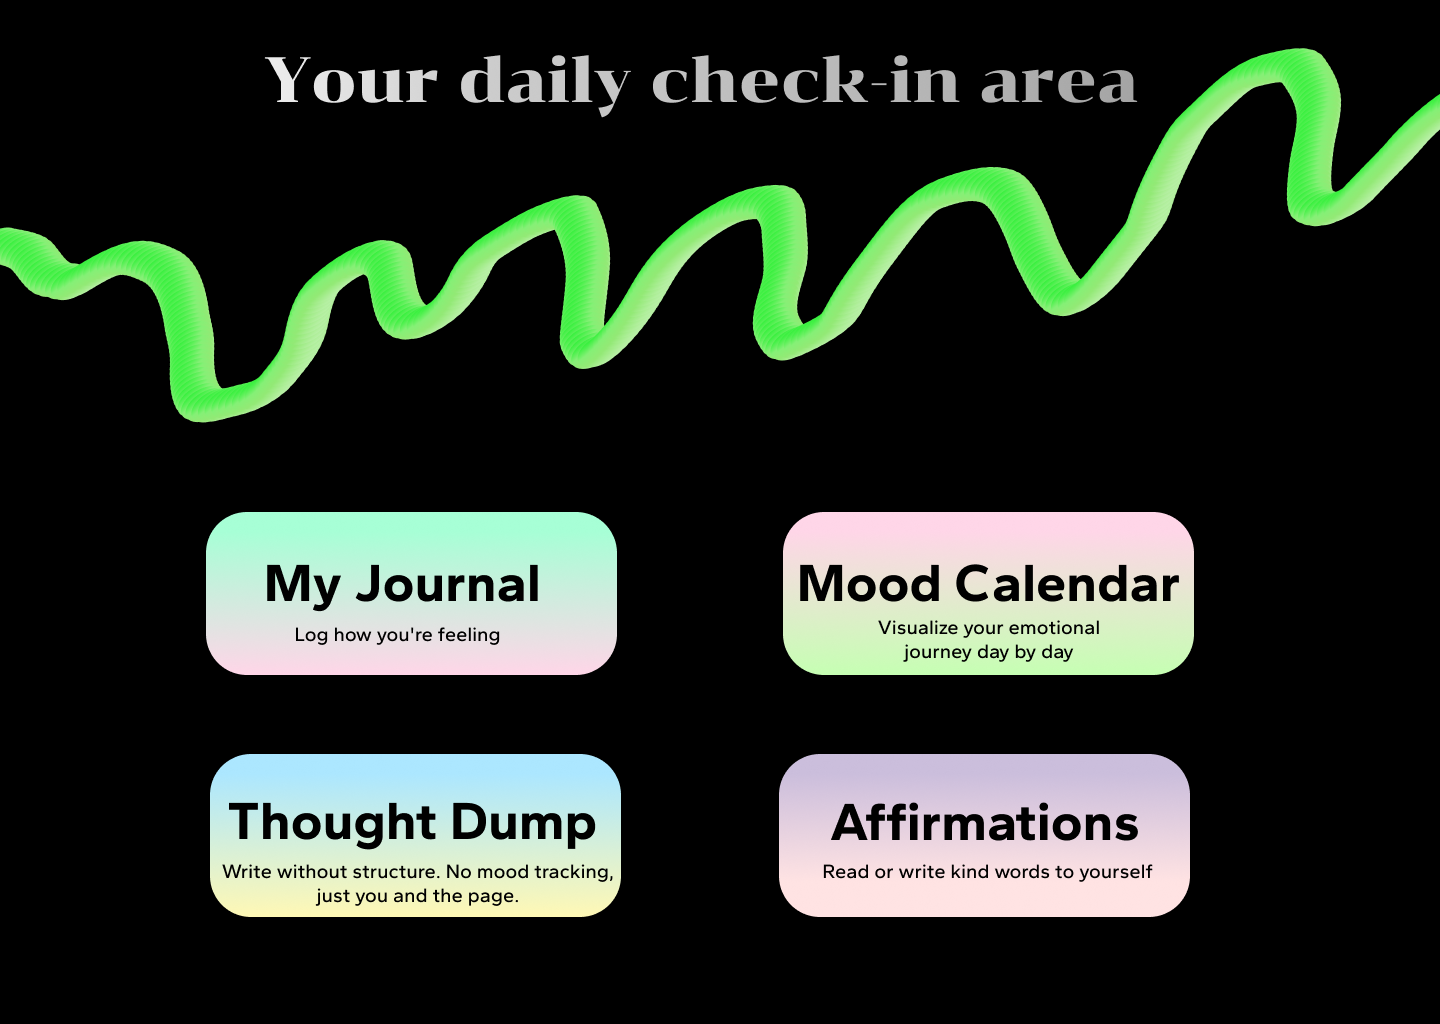 Your daily check-in area
My Journal
Log how you're feeling
Mood Calendar
Visualize your emotional
journey day by day
Thought Dump
Write without structure. No mood tracking,
just you and the page.
Affirmations
Read or write kind words to yourself